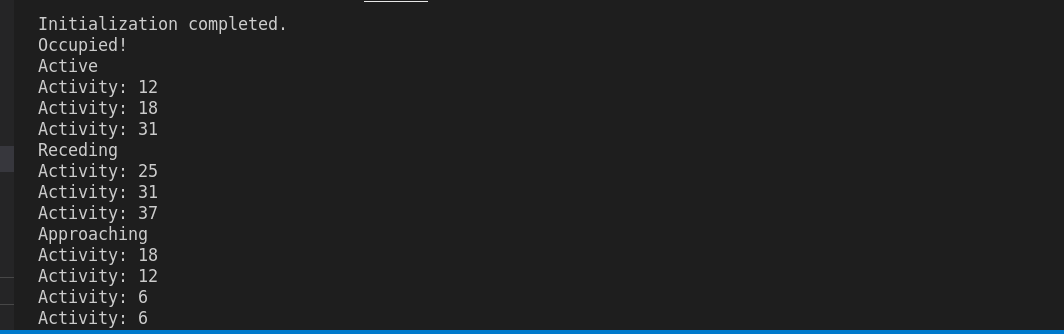 Initialization completed.
Occupied!
Active
Activity: 12
Activity: 18
Activity: 31
Receding
Activity: 25
Activity: 31
Activity: 37
Approaching
Activity: 18
Activity: 12
Activity: 6
Activity: 6